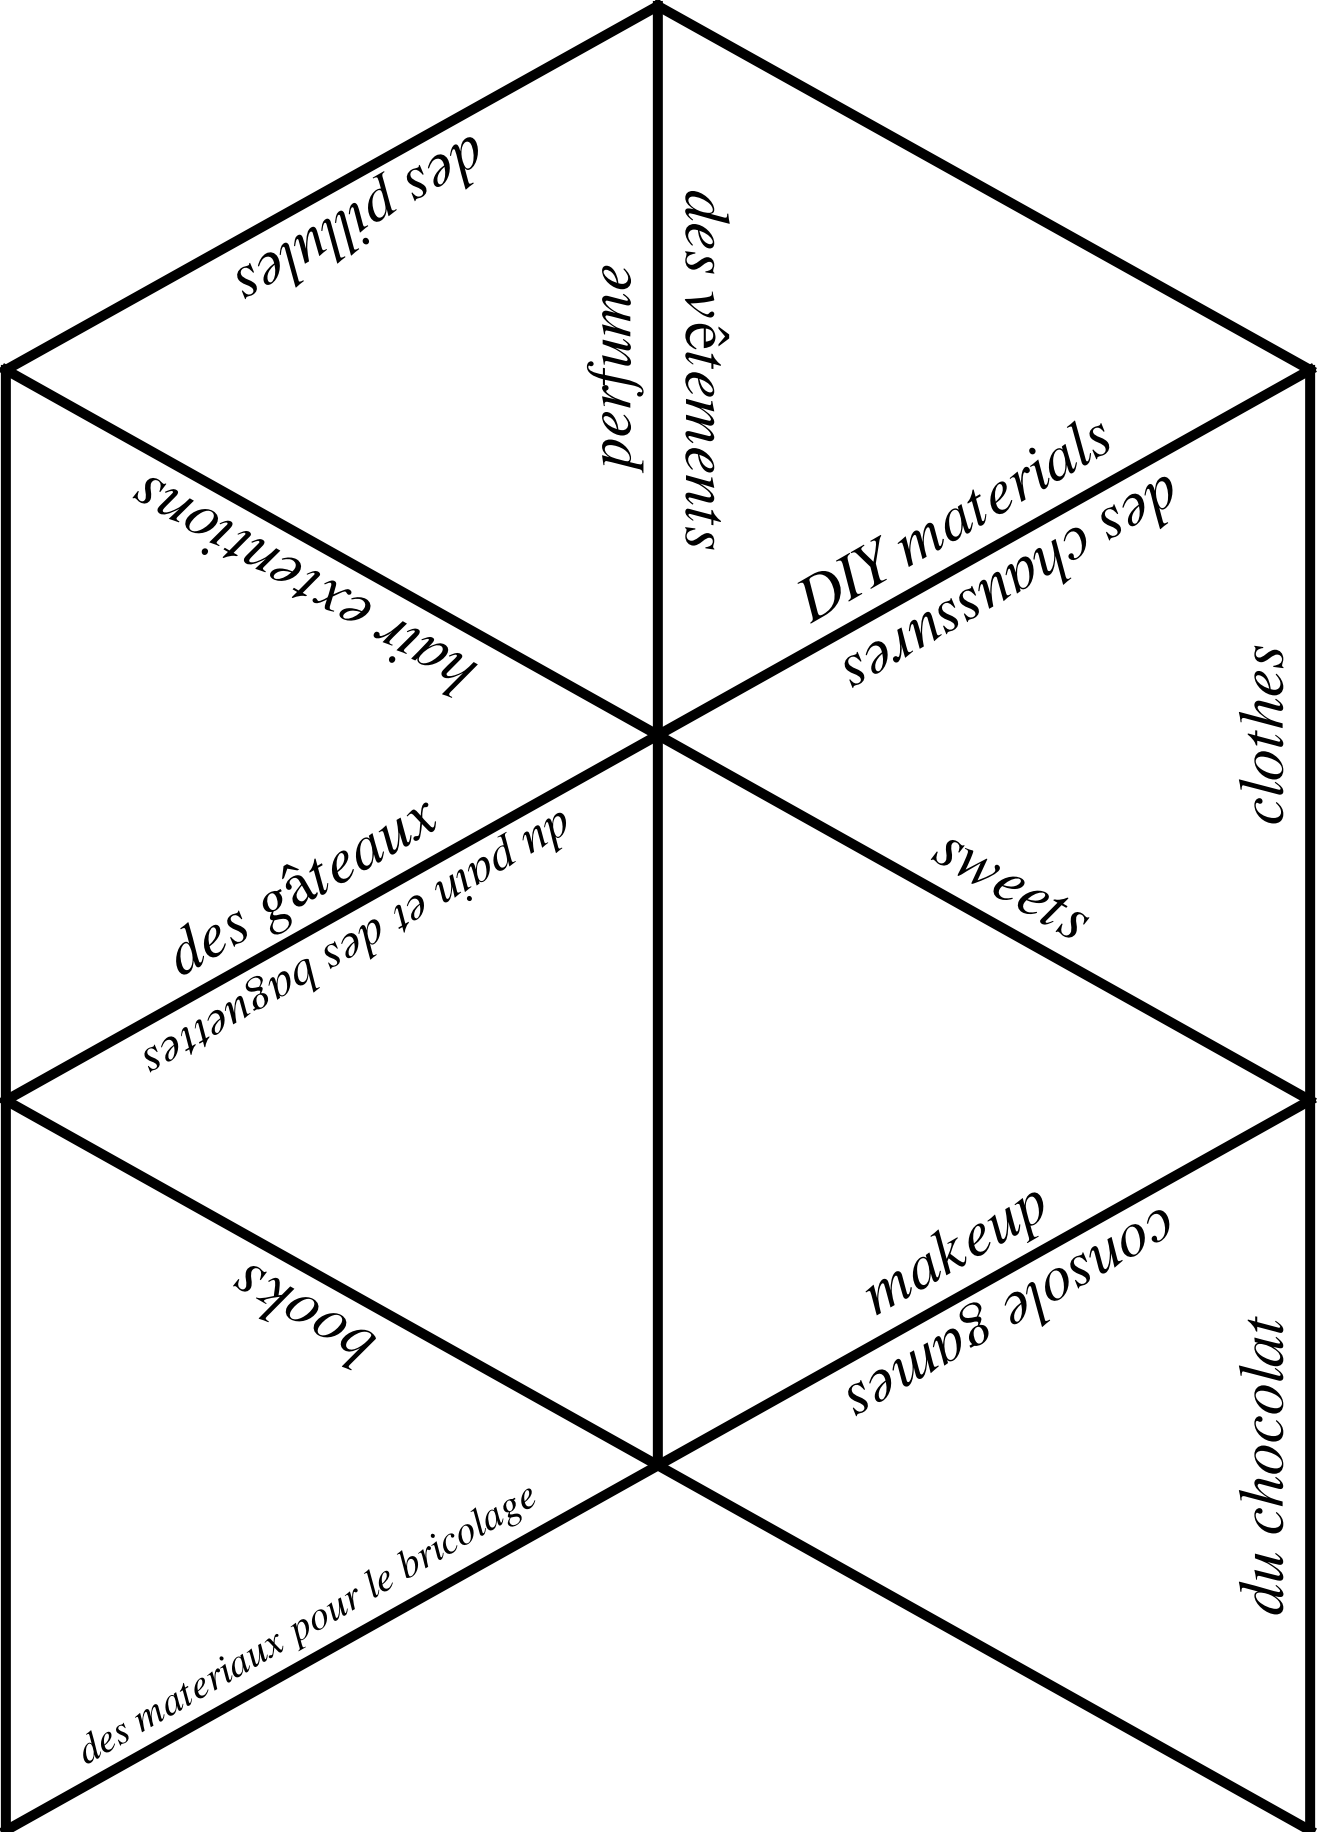 des pillules
perfume
des vêtements
hair extentions
DIY materials
des chaussures
clothes
des gâteaux
du pain et des baguettes
sweets
books
makeup
console games
du chocolat
des materiaux pour le bricolage